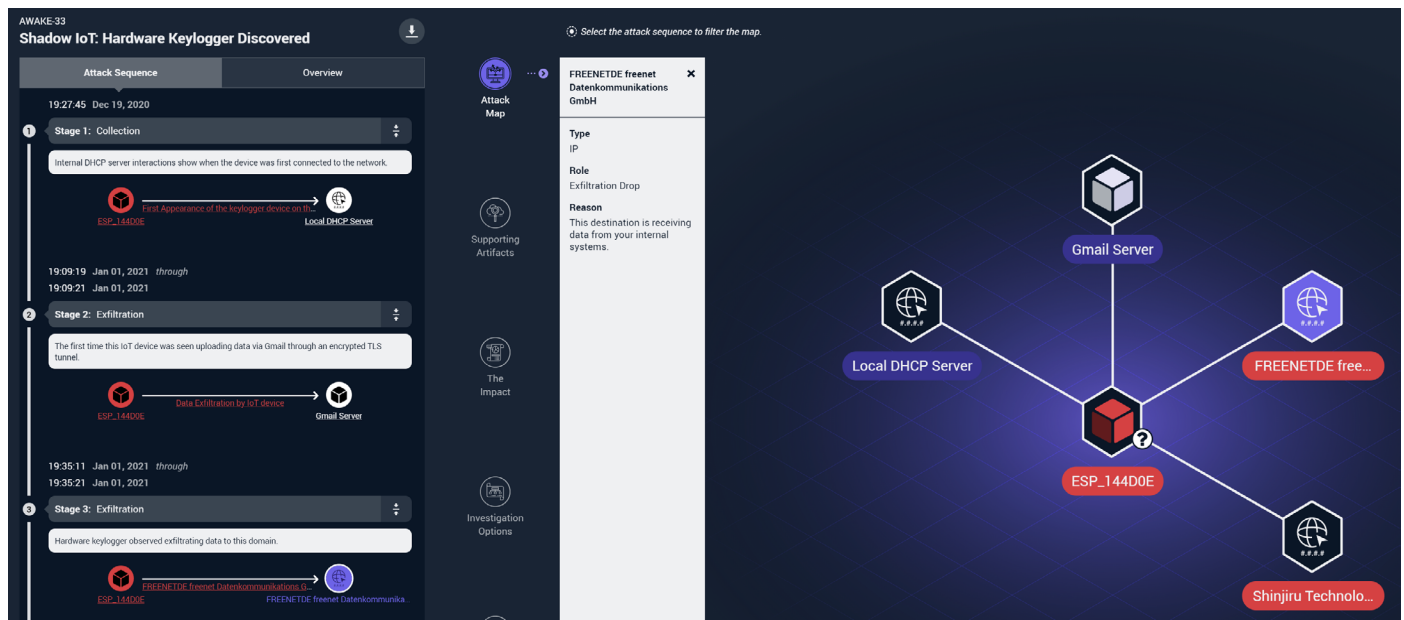 AWAKE-33
Shadow IoT: Hardware Keylogger Discovered
Select the attack sequence to filter the map.
Attack Sequence
Overview
19:27:45 Dec 19, 2020
1
Stage 1: Collection
Internal DHCP server interactions show when the device was first connected to the network.
First Appearance of the keylogger device on th...
ESP_144D0E
Local DHCP Server
19:09:19 Jan 01, 2021 through
19:09:21 Jan 01, 2021
2
Stage 2: Exfiltration
The first time this IoT device was seen uploading data via Gmail through an encrypted TLS
tunnel.
Data Exfiltration by IoT device
ESP_144D0E
Gmail Server
19:35:11 Jan 01, 2021 through
19:35:21 Jan 01, 2021
3
Stage 3: Exfiltration
Hardware keylogger observed exfiltrating data to this domain.
FREENETDE freenet Datenkommunikations G...
ESP_144D0E
FREENETDE freenet Datenkommunika...
Attack
Map
Supporting
Artifacts
The
Impact
Investigation
Options
FREENETDE freenet
Datenkommunikations
GmbH
Type
IP
Role
Exfiltration Drop
Reason
This destination is receiving
data from your internal
systems.
Gmail Server
#.#.#.#
Local DHCP Server
#.#.#.#
FREENETDE free...
?
ESP_144D0E
#.#.#.#
Shinjiru Technolo...